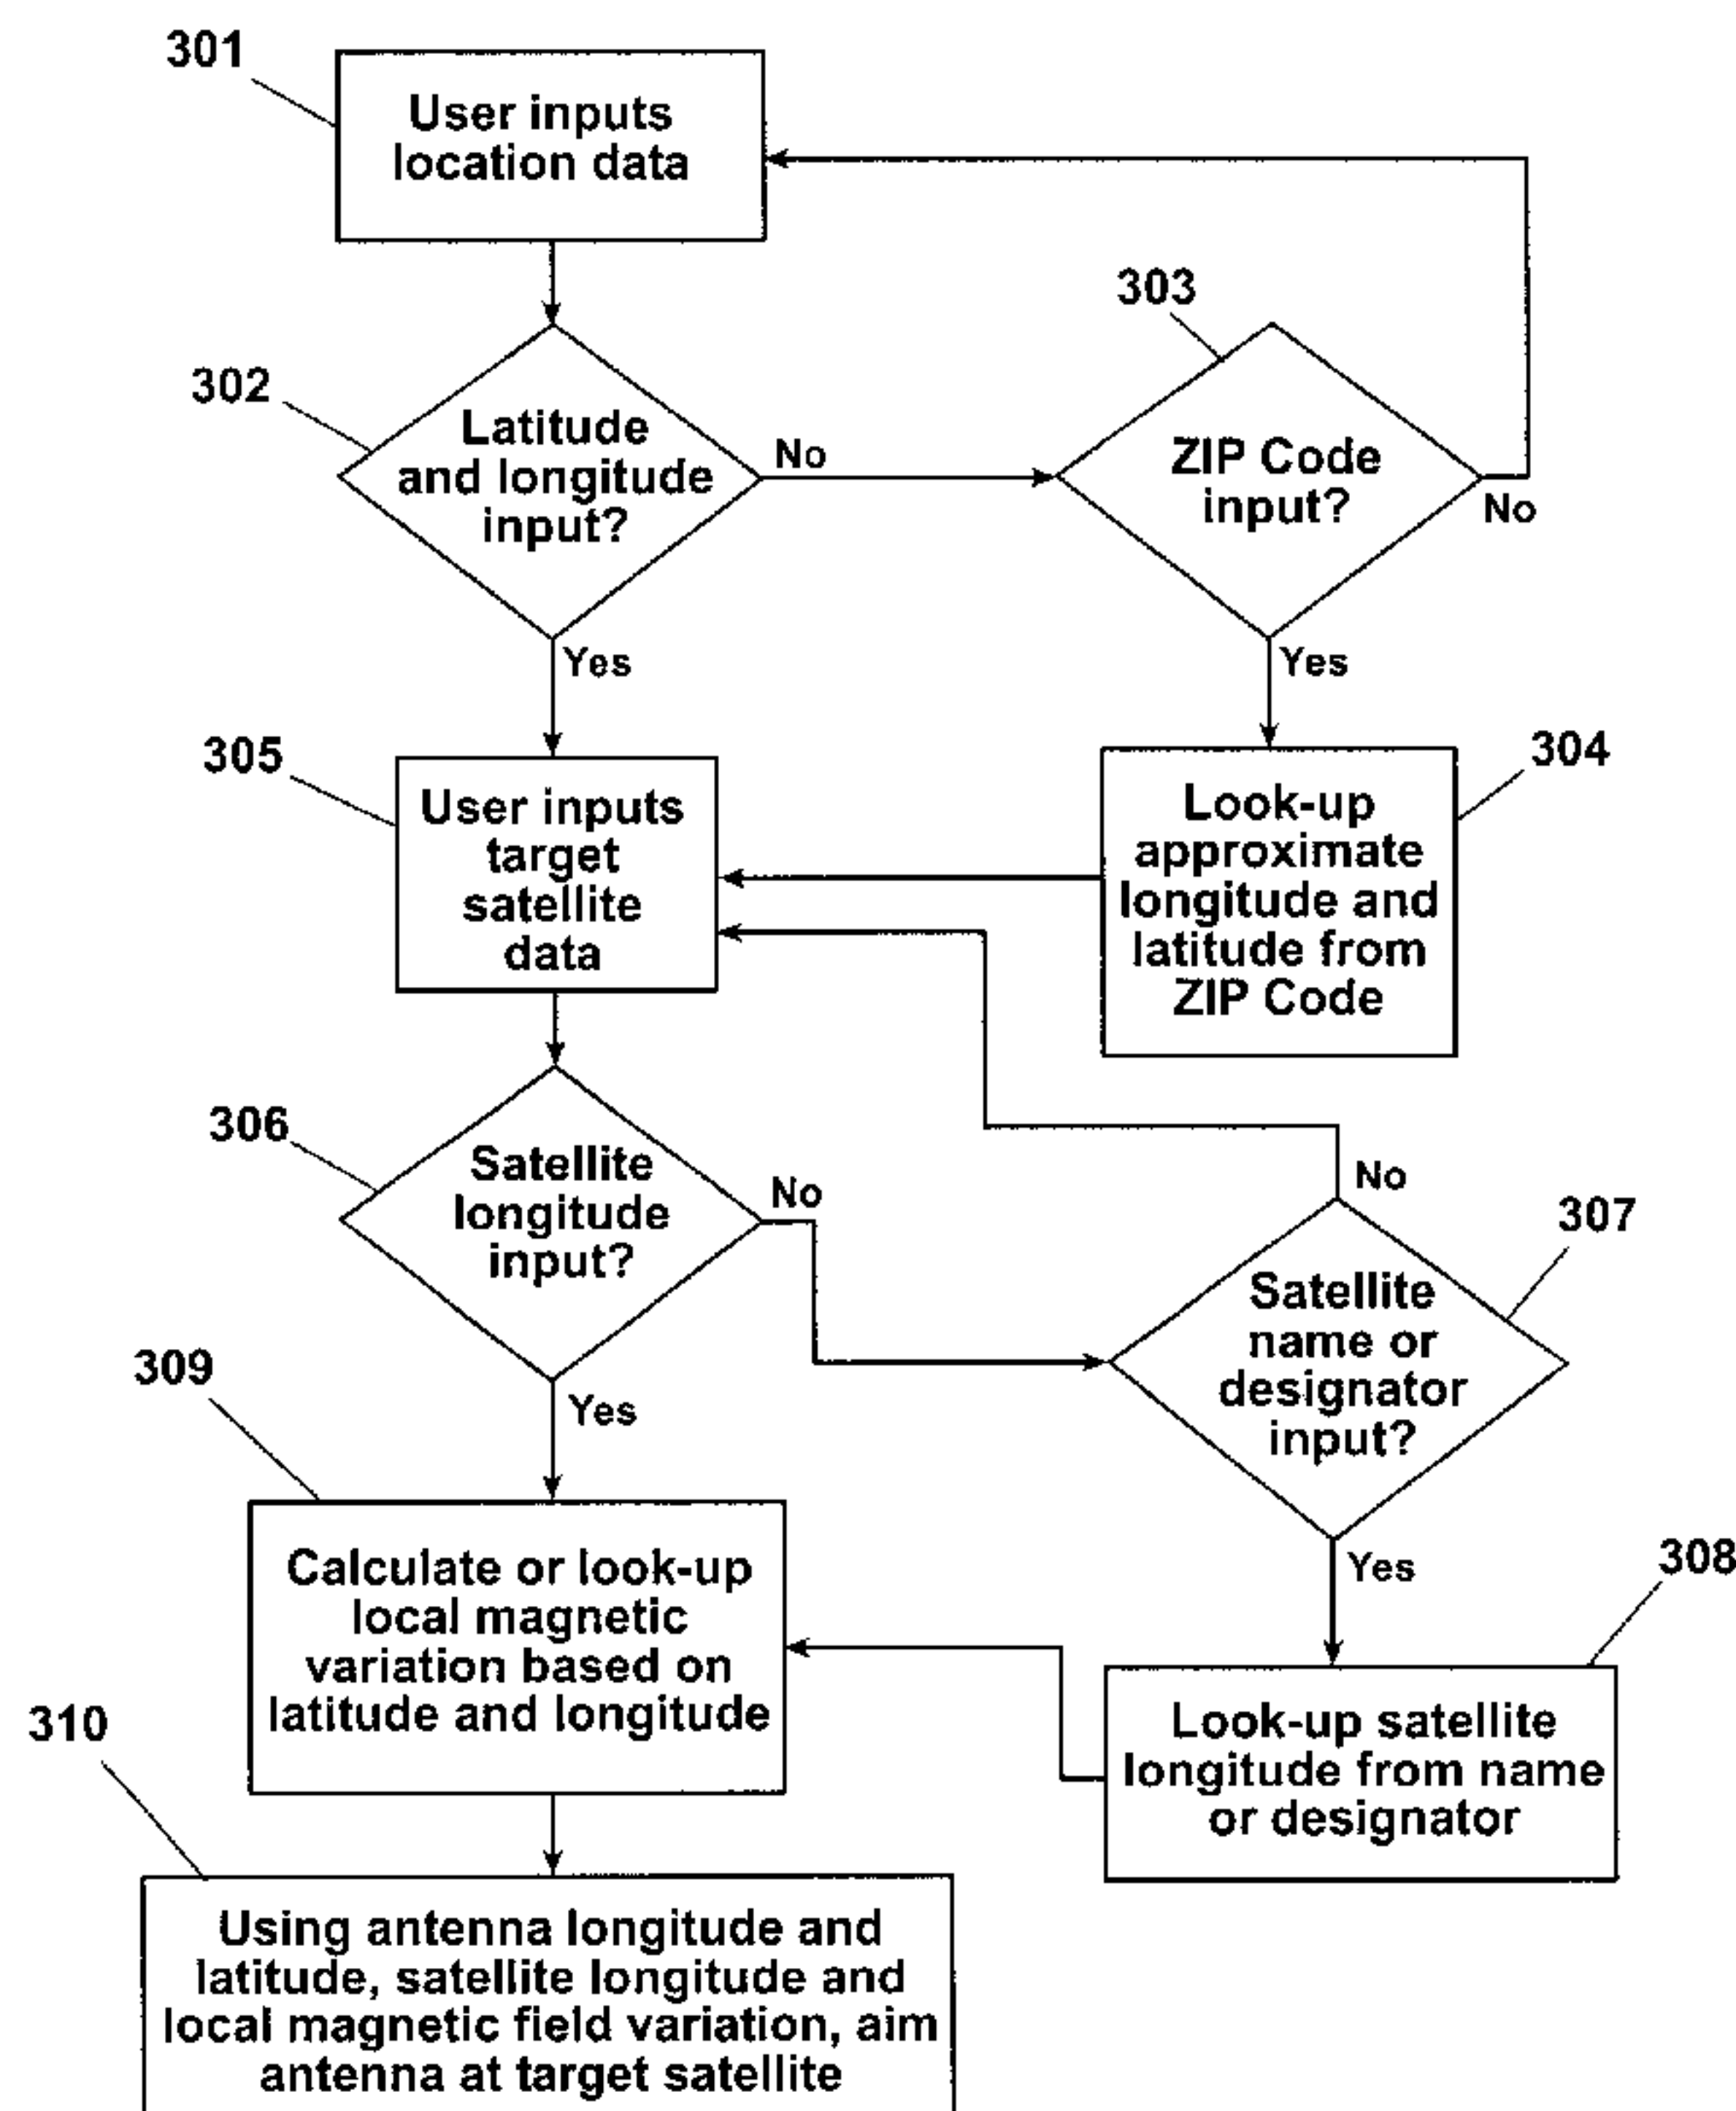 301
User inputs
location data
303
302
Latitude
and longitude
input?
No
ZIP Code
input?
No
Yes
Yes
305
User inputs
target
satellite
data
304
Look-up
approximate
longitude and
latitude from
ZIP Code
306
Satellite
longitude
input?
No
No
307
Satellite
name or
designator
input?
309
Yes
Calculate or look-up
local magnetic
variation based on
latitude and longitude
Yes
308
Look-up satellite
longitude from name
or designator
310
Using antenna longitude and
latitude, satellite longitude and
local magnetic field variation, aim
antenna at target satellite